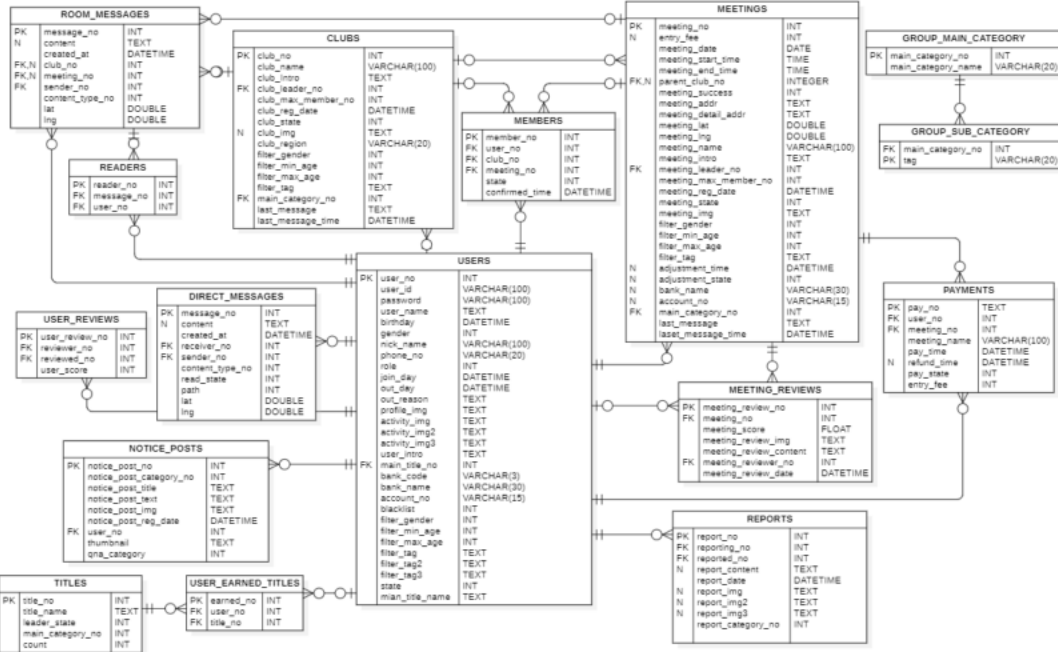 ROOM_MESSAGES
PK message_no INT
N content TEXT
created_at DATETIME
FK,N club_no INT
FK,N meeting_no INT
FK sender_no INT
content_type_no INT
lat DOUBLE
lng DOUBLE
CLUBS
PK club_no INT
club_name VARCHAR(100)
club_intro TEXT
FK club_leader_no INT
club_max_member_no INT
club_reg_date DATETIME
club_state INT
N club_img TEXT
club_region VARCHAR(20)
filter_gender INT
filter_min_age INT
filter_max_age INT
filter_tag TEXT
FK main_category_no INT
last_message TEXT
last_message_time DATETIME
MEETINGS
PK meeting_no INT
N entry_fee INT
meeting_date DATE
meeting_start_time TIME
meeting_end_time TIME
FK,N parent_club_no INTEGER
meeting_success INT
meeting_addr TEXT
meeting_detail_addr TEXT
meeting_lat DOUBLE
meeting_lng DOUBLE
meeting_name VARCHAR(100)
meeting_intro TEXT
FK meeting_leader_no INT
meeting_max_member_no INT
meeting_reg_date DATETIME
meeting_state INT
meeting_img TEXT
filter_gender INT
filter_min_age INT
filter_max_age INT
filter_tag TEXT
N adjustment_time DATETIME
N adjustment_state INT
N bank_name VARCHAR(30)
N account_no VARCHAR(15)
FK main_category_no INT
last_message TEXT
laset_message_time DATETIME
GROUP_MAIN_CATEGORY
PK main_category_no INT
main_category_name VARCHAR(20)
GROUP_SUB_CATEGORY
FK main_category_no INT
PK tag VARCHAR(20)
MEMBERS
PK member_no INT
FK user_no INT
FK club_no INT
FK meeting_no INT
state INT
confirmed_time DATETIME
READERS
PK reader_no INT
FK message_no INT
FK user_no INT
USERS
PK user_no INT
user_id VARCHAR(100)
password VARCHAR(100)
user_name TEXT
birthday DATETIME
gender INT
nick_name VARCHAR(100)
phone_no VARCHAR(20)
role INT
join_day DATETIME
out_day DATETIME
out_reason TEXT
profile_img TEXT
activity_img TEXT
activity_img2 TEXT
activity_img3 TEXT
user_intro TEXT
FK main_title_no INT
bank_code VARCHAR(3)
bank_name VARCHAR(30)
account_no VARCHAR(15)
blacklist INT
filter_gender INT
filter_min_age INT
filter_max_age INT
filter_tag TEXT
filter_tag2 TEXT
filter_tag3 TEXT
state INT
mian_title_name TEXT
DIRECT_MESSAGES
PK message_no INT
N content TEXT
created_at DATETIME
FK receiver_no INT
FK sender_no INT
content_type_no INT
read_state INT
path INT
lat DOUBLE
lng DOUBLE
USER_REVIEWS
PK user_review_no INT
FK reviewer_no INT
FK reviewed_no INT
user_score INT
PAYMENTS
PK pay_no TEXT
FK user_no INT
FK meeting_no INT
meeting_name VARCHAR(100)
pay_time DATETIME
N refund_time DATETIME
pay_state INT
entry_fee INT
MEETING_REVIEWS
PK meeting_review_no INT
FK meeting_no INT
meeting_score FLOAT
meeting_review_img TEXT
meeting_review_content TEXT
FK meeting_reviewer_no INT
meeting_review_date DATETIME
NOTICE_POSTS
PK notice_post_no INT
notice_post_category_no INT
notice_post_title TEXT
notice_post_text TEXT
notice_post_img TEXT
notice_post_reg_date DATETIME
FK user_no INT
thumbnail TEXT
qna_category INT
REPORTS
PK report_no INT
FK reporting_no INT
FK reported_no INT
N report_content TEXT
report_date DATETIME
N report_img TEXT
N report_img2 TEXT
N report_img3 TEXT
report_category_no INT
TITLES
PK title_no INT
title_name TEXT
leader_state INT
main_category_no INT
count INT
USER_EARNED_TITLES
PK earned_no INT
FK user_no INT
FK title_no INT